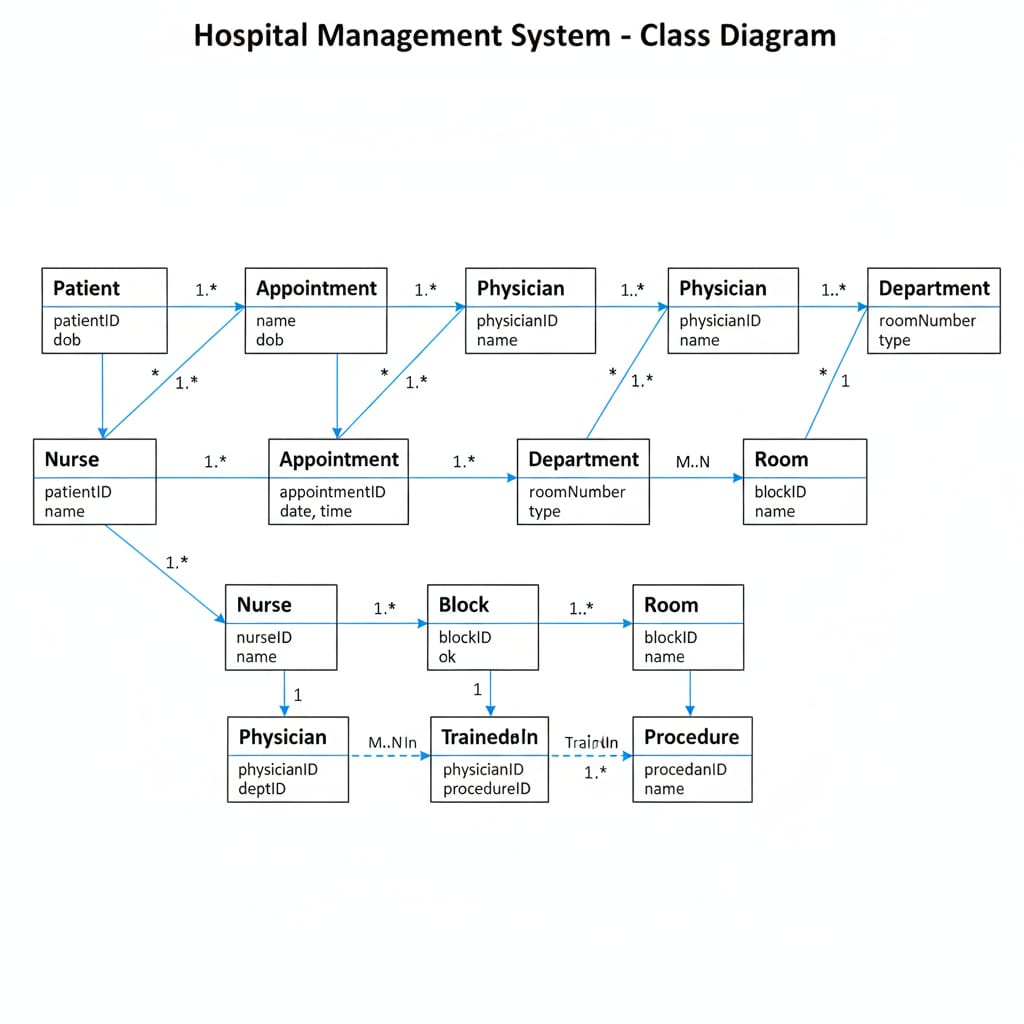 Hospital Management System - Class Diagram
Patient
patientID
dob
1.*
Appointment
name
dob
1.*
Physician
physicianID
name
1..*
Physician
physicianID
name
1..*
Department
roomNumber
type
*
1.*
*
1.*
*
1.*
*
1
Nurse
patientID
name
1.*
Appointment
appointmentID
date, time
1.*
Department
roomNumber
type
M..N
Room
blockID
name
1.*
Nurse
nurseID
name
1.*
Block
blockID
ok
1..*
Room
blockID
name
1
1
Physician
physicianID
deptID
M..N In
physicianID
procedureID
1.*
Procedure
procedanID
name